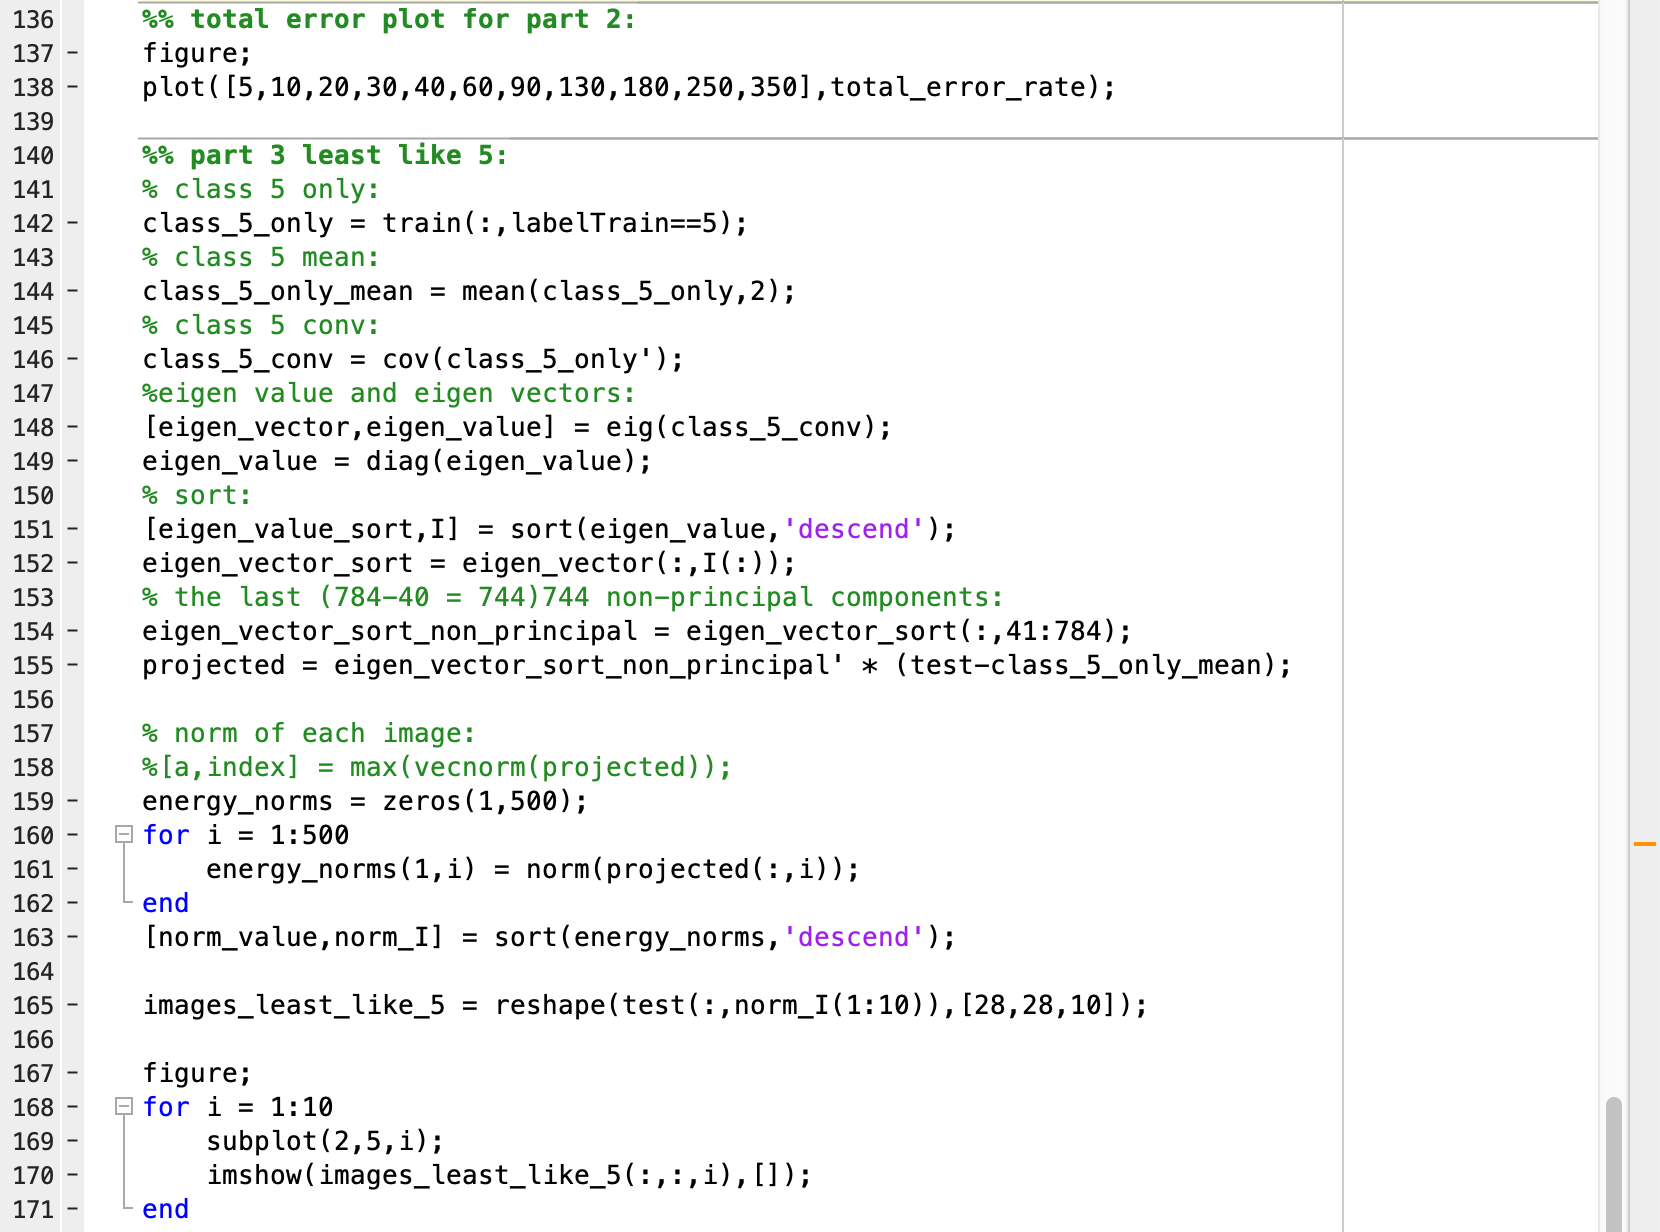 136 %% total error plot for part 2:
137 - figure;
138 - plot([5,10,20,30,40,60,90,130,180,250,350],total_error_rate);
139
140 %% part 3 least like 5:
141 % class 5 only:
142 - class_5_only = train(:,labelTrain==5);
143 % class 5 mean:
144 - class_5_only_mean = mean(class_5_only,2);
145 % class 5 conv:
146 - class_5_conv = cov(class_5_only');
147 %eigen value and eigen vectors:
148 - [eigen_vector,eigen_value] = eig(class_5_conv);
149 - eigen_value = diag(eigen_value);
150 % sort:
151 - [eigen_value_sort,I] = sort(eigen_value,'descend');
152 - eigen_vector_sort = eigen_vector(:,I(:));
153 % the last (784-40 = 744)744 non-principal components:
154 - eigen_vector_sort_non_principal = eigen_vector_sort(:,41:784);
155 - projected = eigen_vector_sort_non_principal' * (test-class_5_only_mean);
156
157 % norm of each image:
158 %[a,index] = max(vecnorm(projected));
159 - energy_norms = zeros(1,500);
160 - for i = 1:500
161 - energy_norms(1,i) = norm(projected(:,i));
162 - end
163 - [norm_value,norm_I] = sort(energy_norms,'descend');
164
165 - images_least_like_5 = reshape(test(:,norm_I(1:10)),[28,28,10]);
166
167 - figure;
168 - for i = 1:10
169 - subplot(2,5,i);
170 - imshow(images_least_like_5(:,:,i),[]);
171 - end